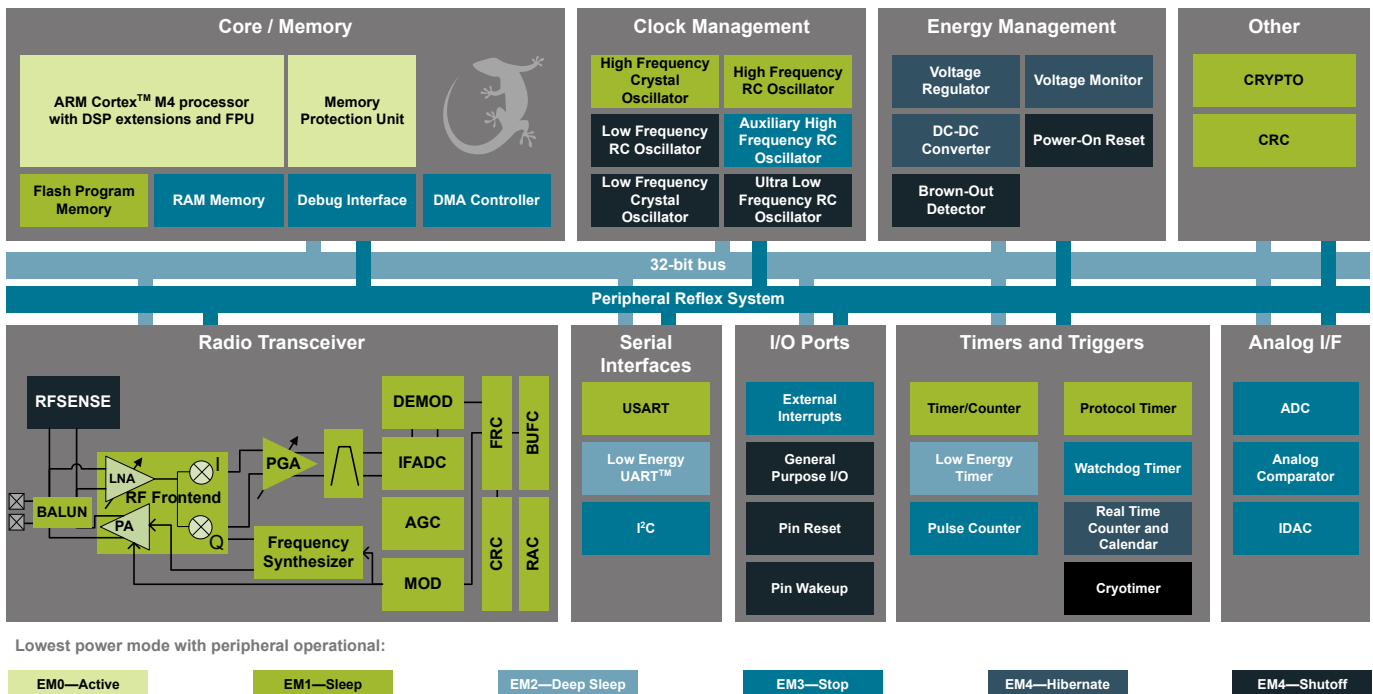 Core / Memory
ARM Cortex™ M4 processor
with DSP extensions and FPU
Memory
Protection Unit
Flash Program
Memory
RAM Memory
Debug Interface
DMA Controller
Clock Management
High Frequency
Crystal
Oscillator
High Frequency
RC Oscillator
Low Frequency
RC Oscillator
Auxiliary High
Frequency RC
Oscillator
Low Frequency
Crystal
Oscillator
Ultra Low
Frequency RC
Oscillator
Energy Management
Voltage
Regulator
Voltage Monitor
DC-DC
Converter
Power-On Reset
Brown-Out
Detector
Other
CRYPTO
CRC
32-bit bus
Peripheral Reflex System
Radio Transceiver
RFSENSE
BALUN
LNA
RF Frontend
PA
I
Q
PGA
Frequency
Synthesizer
DEMOD
IFADC
AGC
MOD
FRC
BUFC
CRC
RAC
Serial
Interfaces
USART
Low Energy
UART™
I²C
I/O Ports
External
Interrupts
General
Purpose I/O
Pin Reset
Pin Wakeup
Timers and Triggers
Timer/Counter
Protocol Timer
Low Energy
Timer
Watchdog Timer
Pulse Counter
Real Time
Counter and
Calendar
Cryotimer
Analog I/F
ADC
Analog
Comparator
IDAC
Lowest power mode with peripheral operational:
EM0—Active
EM1—Sleep
EM2—Deep Sleep
EM3—Stop
EM4—Hibernate
EM4—Shutoff